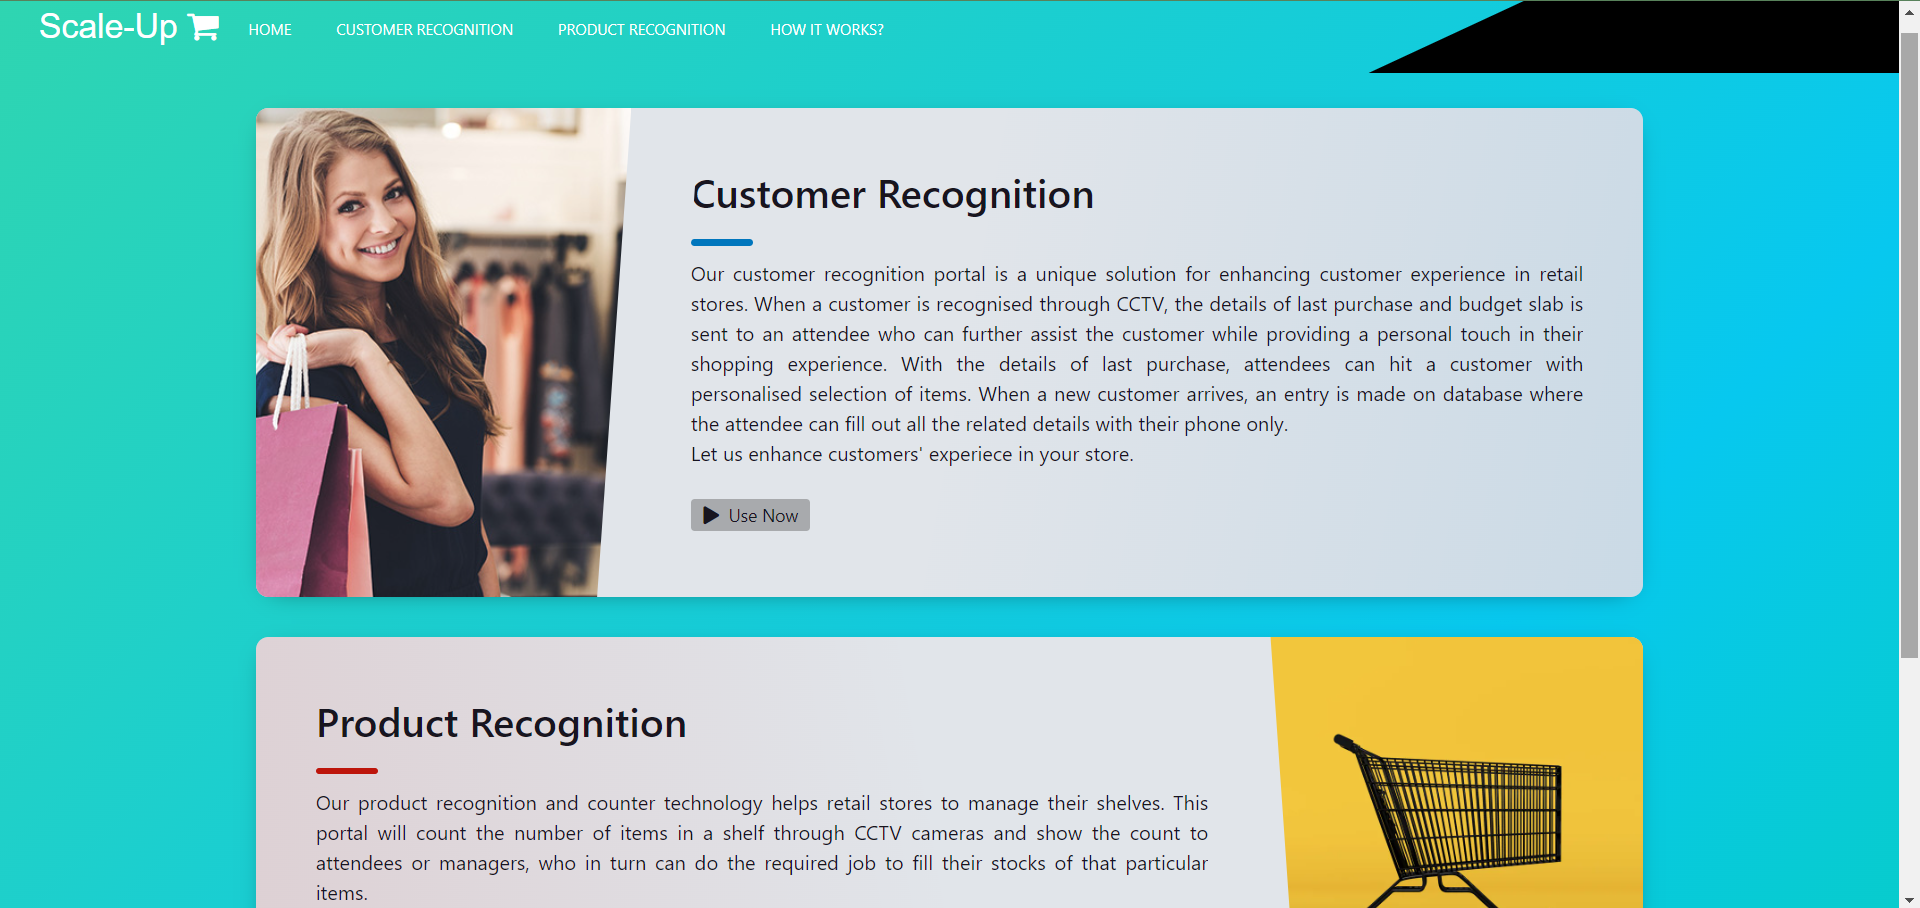 Scale-Up HOME CUSTOMER RECOGNITION PRODUCT RECOGNITION HOW IT WORKS?
Customer Recognition
Our customer recognition portal is a unique solution for enhancing customer experience in retail
stores. When a customer is recognised through CCTV, the details of last purchase and budget slab is
sent to an attendee who can further assist the customer while providing a personal touch in their
shopping experience. With the details of last purchase, attendees can hit a customer with
personalised selection of items. When a new customer arrives, an entry is made on database where
the attendee can fill out all the related details with their phone only.
Let us enhance customers' experiece in your store.
Use Now
Product Recognition
Our product recognition and counter technology helps retail stores to manage their shelves. This
portal will count the number of items in a shelf through CCTV cameras and show the count to
attendees or managers, who in turn can do the required job to fill their stocks of that particular
items.